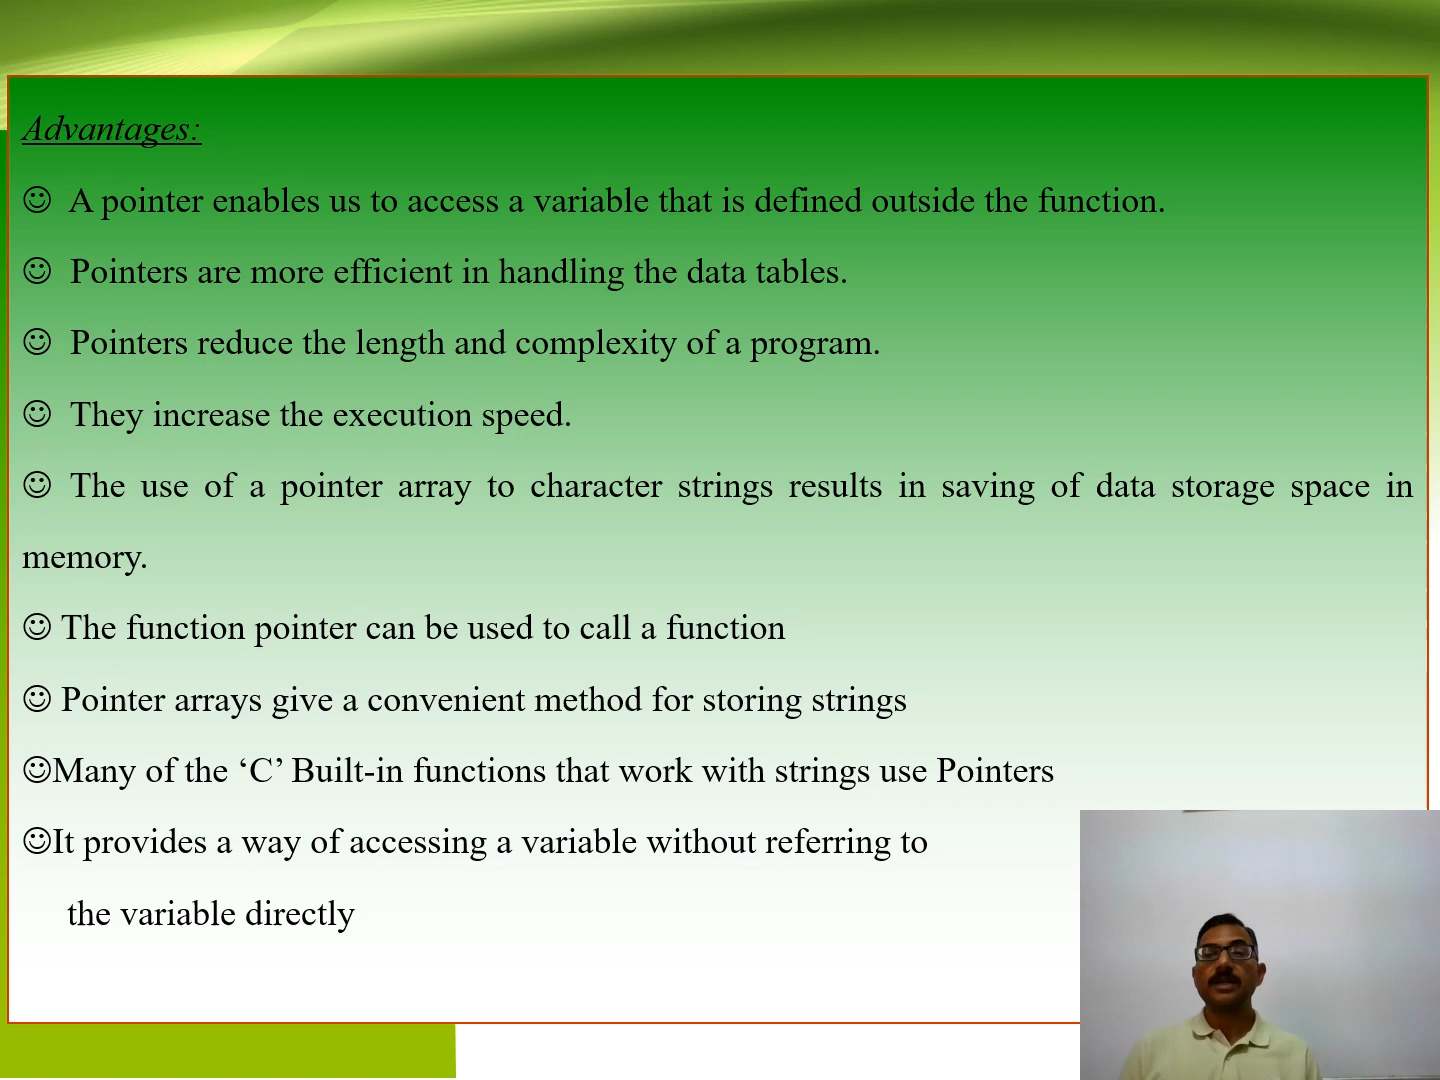 Advantages:
☺ A pointer enables us to access a variable that is defined outside the function.
☺ Pointers are more efficient in handling the data tables.
☺ Pointers reduce the length and complexity of a program.
☺ They increase the execution speed.
☺ The use of a pointer array to character strings results in saving of data storage space in
memory.
☺ The function pointer can be used to call a function
☺ Pointer arrays give a convenient method for storing strings
☺Many of the ‘C’ Built-in functions that work with strings use Pointers
☺It provides a way of accessing a variable without referring to
the variable directly